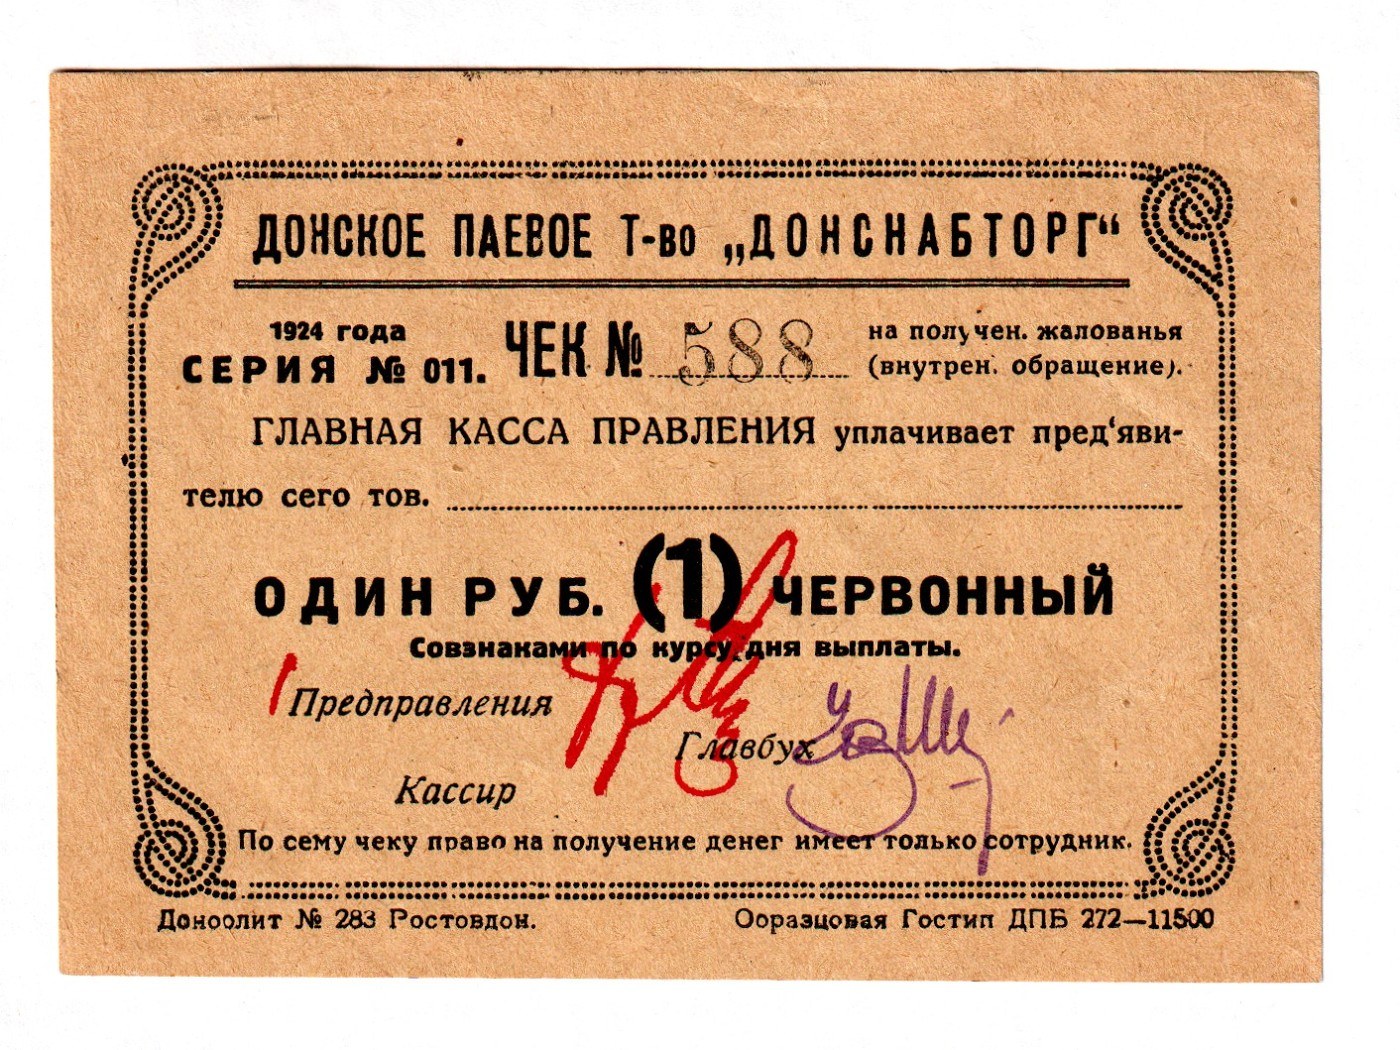 ДОНСКОЕ ПАЕВОЕ Т-во „ДОНСНАБТОРГ“
1924 года
СЕРИЯ № 011.
ЧЕК № 588
на получен. жалованья
(внутрен. обращение).
ГЛАВНАЯ КАССА ПРАВЛЕНИЯ уплачивает пред‘яви-
телю сего тов.
ОДИН РУБ. (1) ЧЕРВОННЫЙ
Совзнаками по курсу дня выплаты.
Предправления
Главбух
Кассир
По сему чеку право на получение денег имеет только сотрудник.
Доноблит № 283 Ростовдон.
Образцовая Гостип ДПБ 272—11500